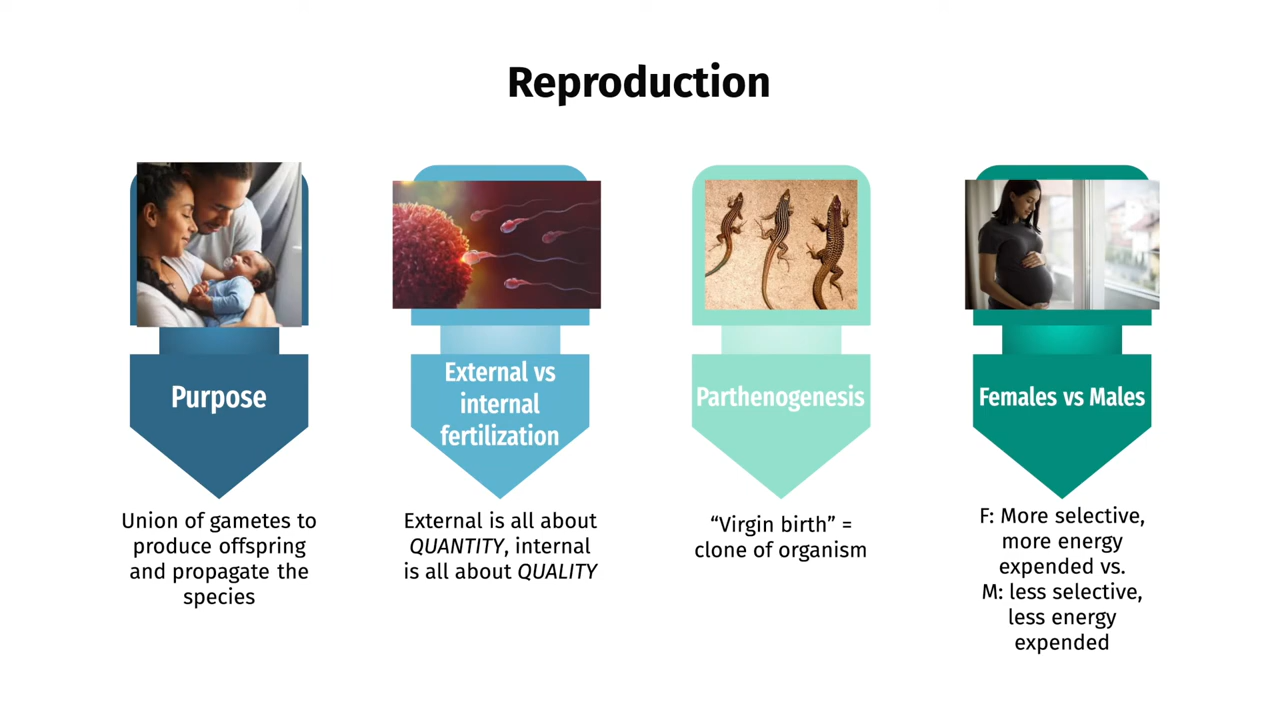 Reproduction
Purpose
Union of gametes to
produce offspring
and propagate the
species
External vs
internal
fertilization
External is all about
QUANTITY, internal
is all about QUALITY
Parthenogenesis
“Virgin birth” =
clone of organism
Females vs Males
F: More selective,
more energy
expended vs.
M: less selective,
less energy
expended